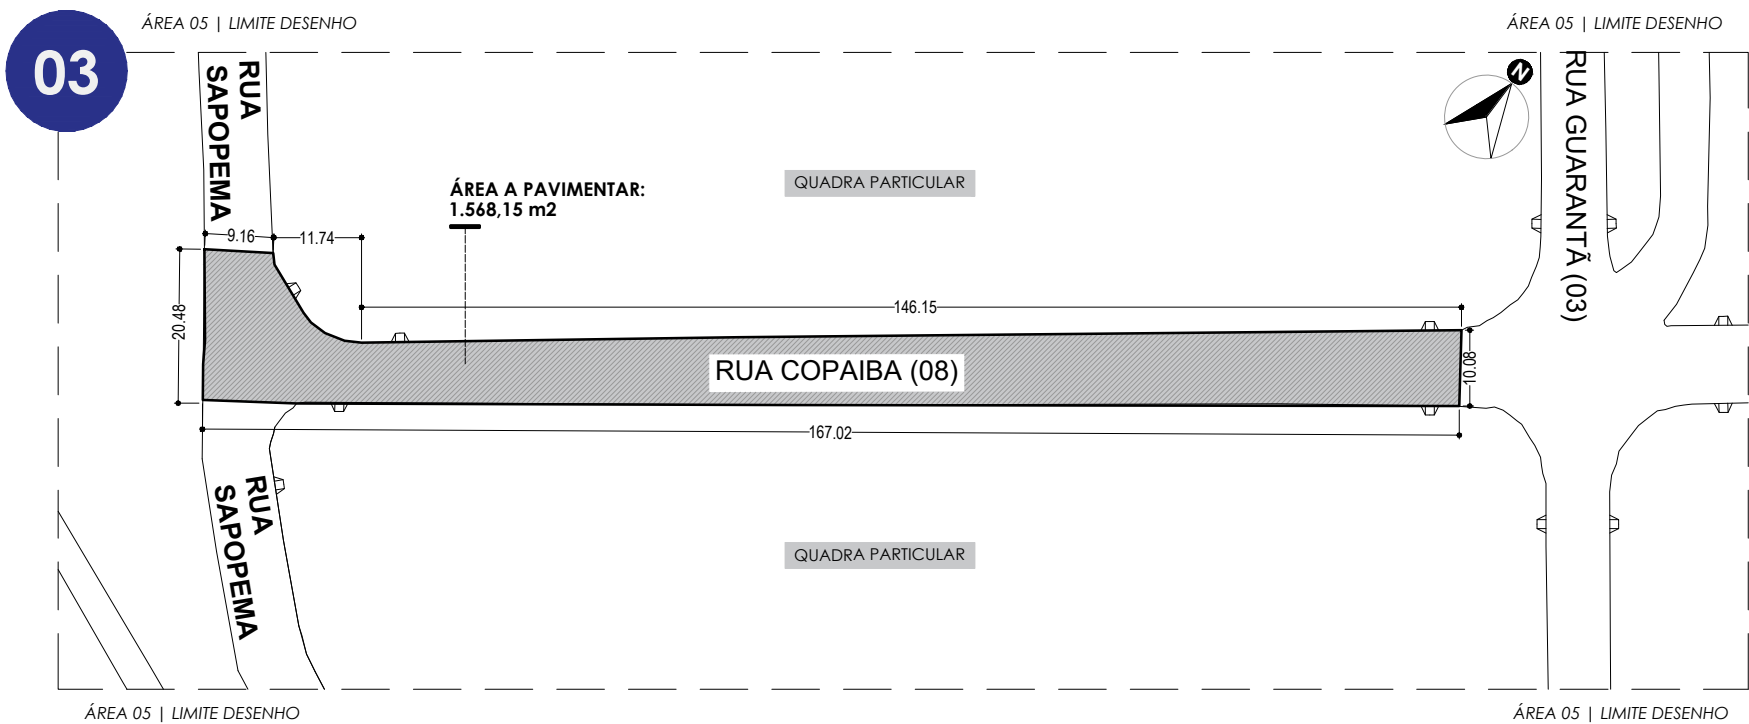 ÁREA 05 | LIMITE DESENHO
ÁREA 05 | LIMITE DESENHO
03
RUA
SAPOPEMA
N
RUA GUARANTÃ (03)
QUADRA PARTICULAR
ÁREA A PAVIMENTAR:
1.568,15 m2
9.16
11.74
20.48
146.15
RUA COPAIBA (08)
10.08
167.02
RUA
SAPOPEMA
QUADRA PARTICULAR
ÁREA 05 | LIMITE DESENHO
ÁREA 05 | LIMITE DESENHO